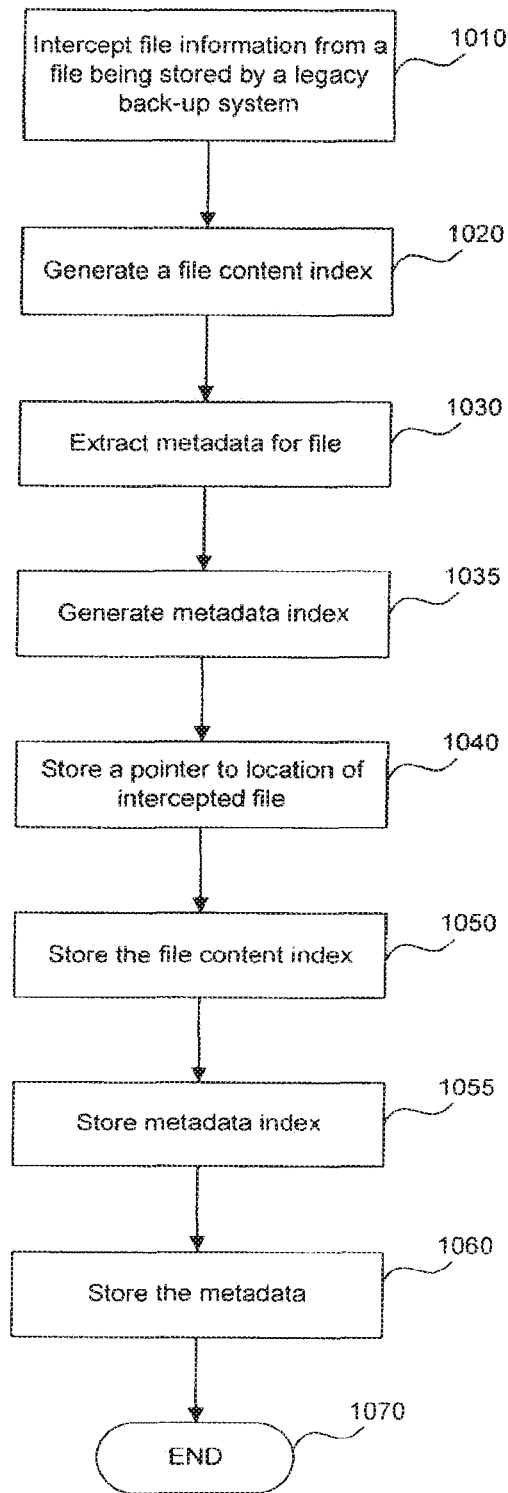 Intercept file information from a
file being stored by a legacy
back-up system
1010
1020
Generate a file content index
1030
Extract metadata for file
1035
Generate metadata index
1040
Store a pointer to location of
intercepted file
1050
Store the file content index
1055
Store metadata index
1060
Store the metadata
1070
END